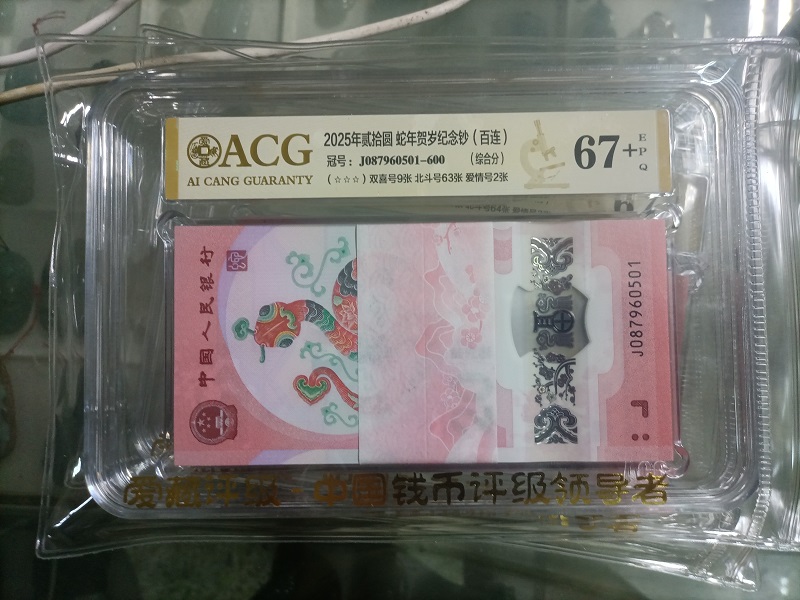 ACG
AI CANG GUARANTY
2025年贰拾圆 蛇年贺岁纪念钞（百连）
冠号：J087960501-600 （综合分）
（☆☆☆）双喜号9张 北斗号63张 爱情号2张
67+
EPQ
中國人民銀行
J087960501
爱藏评级·中国钱币评级领导者